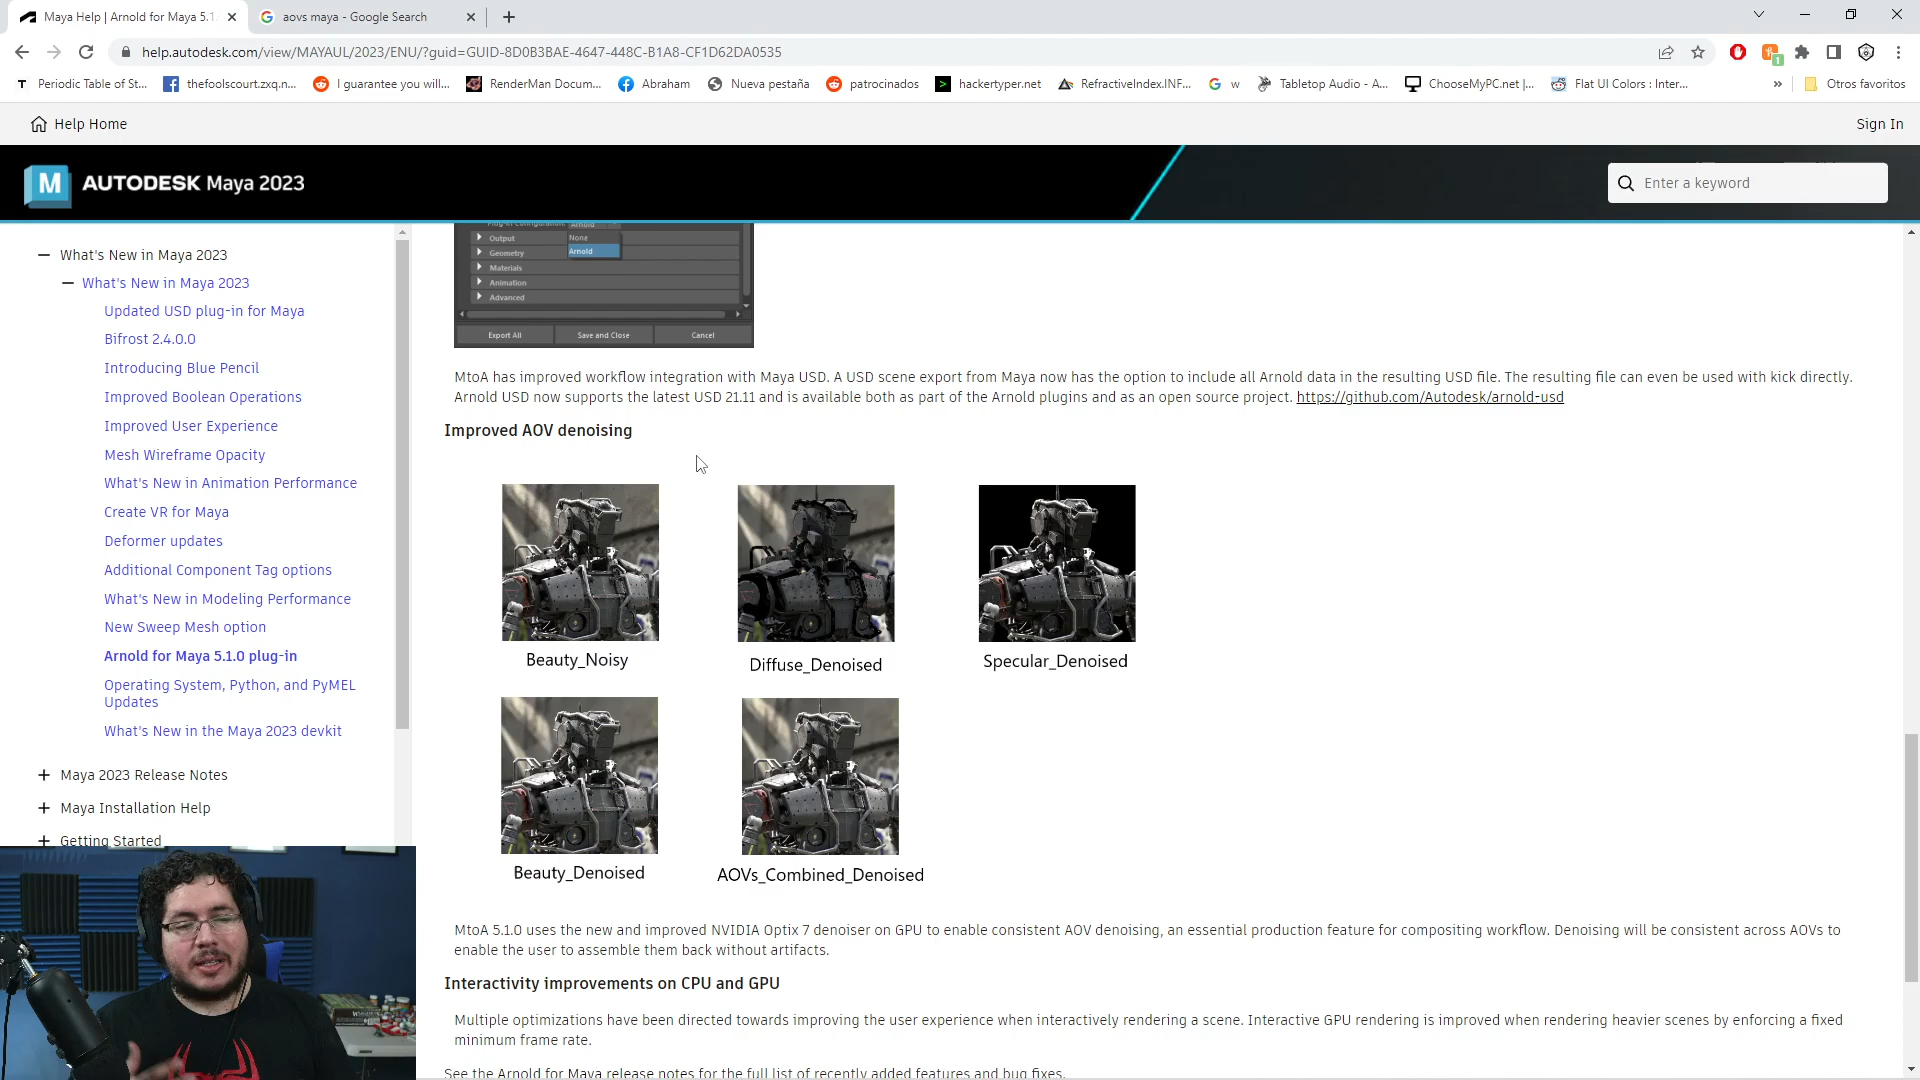 Maya Help | Arnold for Maya 5.1
aovs maya - Google Search
help.autodesk.com/view/MAYAUL/2023/ENU/?guid=GUID-8D0B3BAE-4647-448C-B1A8-CF1D62DA0535
1
T Periodic Table of St...
thefoolscourt.zxq.n...
I guarantee you will...
RenderMan Docum...
Abraham
Nueva pestaña
patrocinados
hackertyper.net
RefractiveIndex.INF...
w
Tabletop Audio - A...
ChooseMyPC.net |...
Flat UI Colors : Inter...
»
Otros favoritos
Help Home
Sign In
M AUTODESK Maya 2023
Enter a keyword
What's New in Maya 2023
What's New in Maya 2023
Updated USD plug-in for Maya
Bifrost 2.4.0.0
Introducing Blue Pencil
Improved Boolean Operations
Improved User Experience
Mesh Wireframe Opacity
What's New in Animation Performance
Create VR for Maya
Deformer updates
Additional Component Tag options
What's New in Modeling Performance
New Sweep Mesh option
Arnold for Maya 5.1.0 plug-in
Operating System, Python, and PyMEL
Updates
What's New in the Maya 2023 devkit
Maya 2023 Release Notes
Maya Installation Help
Getting Started
Arnold
Output
None
Geometry
Arnold
Materials
Animation
Advanced
Export All
Save and Close
Cancel
MtoA has improved workflow integration with Maya USD. A USD scene export from Maya now has the option to include all Arnold data in the resulting USD file. The resulting file can even be used with kick directly.
Arnold USD now supports the latest USD 21.11 and is available both as part of the Arnold plugins and as an open source project. https://github.com/Autodesk/arnold-usd
Improved AOV denoising
Beauty_Noisy
Diffuse_Denoised
Specular_Denoised
Beauty_Denoised
AOVs_Combined_Denoised
MtoA 5.1.0 uses the new and improved NVIDIA Optix 7 denoiser on GPU to enable consistent AOV denoising, an essential production feature for compositing workflow. Denoising will be consistent across AOVs to
enable the user to assemble them back without artifacts.
Interactivity improvements on CPU and GPU
Multiple optimizations have been directed towards improving the user experience when interactively rendering a scene. Interactive GPU rendering is improved when rendering heavier scenes by enforcing a fixed
minimum frame rate.
See the Arnold for Maya release notes for the full list of recently added features and bug fixes.